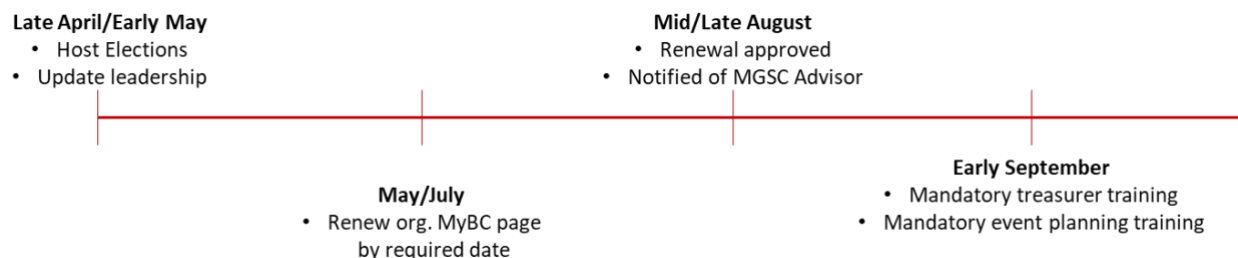 Late April/Early May
• Host Elections
• Update leadership
Mid/Late August
• Renewal approved
• Notified of MGSC Advisor
May/July
• Renew org. MyBC page
by required date
Early September
• Mandatory treasurer training
• Mandatory event planning training